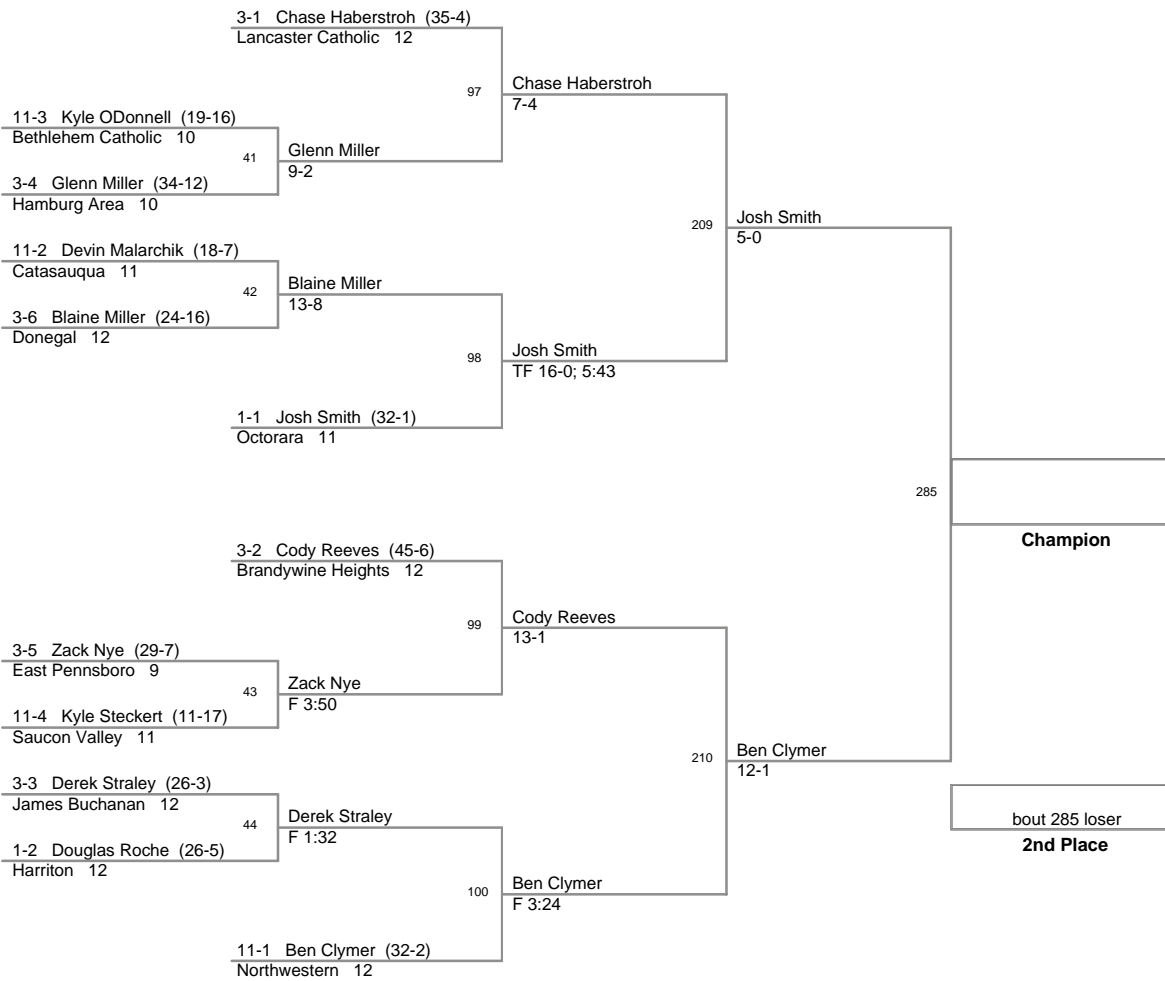 3-1 Chase Haberstroh (35-4)
Lancaster Catholic 12
97
Chase Haberstroh
7-4
11-3 Kyle ODonnell (19-16)
Bethlehem Catholic 10
41
Glenn Miller
9-2
3-4 Glenn Miller (34-12)
Hamburg Area 10
209
Josh Smith
5-0
11-2 Devin Malarchik (18-7)
Catasauqua 11
42
Blaine Miller
13-8
3-6 Blaine Miller (24-16)
Donegal 12
98
Josh Smith
TF 16-0; 5:43
1-1 Josh Smith (32-1)
Octorara 11
285
Champion
3-2 Cody Reeves (45-6)
Brandywine Heights 12
99
Cody Reeves
13-1
3-5 Zack Nye (29-7)
East Pennsboro 9
43
Zack Nye
F 3:50
11-4 Kyle Steckert (11-17)
Saucon Valley 11
210
Ben Clymer
12-1
3-3 Derek Straley (26-3)
James Buchanan 12
44
Derek Straley
F 1:32
1-2 Douglas Roche (26-5)
Harriton 12
bout 285 loser
2nd Place
100
Ben Clymer
F 3:24
11-1 Ben Clymer (32-2)
Northwestern 12